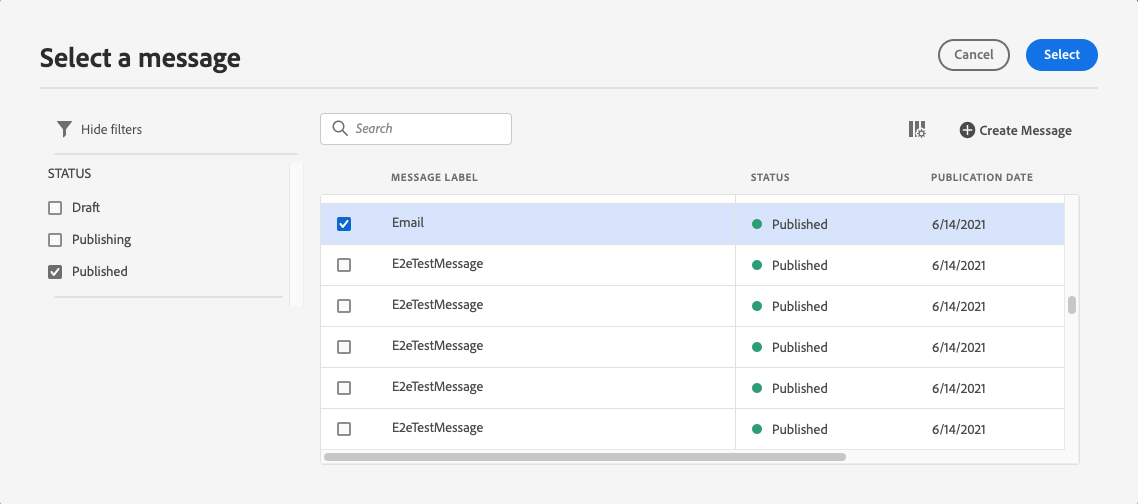 Select a message
Cancel
Select
Hide filters
Search
Create Message
STATUS
Draft
Publishing
Published
MESSAGE LABEL STATUS PUBLICATION DATE
Email Published 6/14/2021
E2eTestMessage Published 6/14/2021
E2eTestMessage Published 6/14/2021
E2eTestMessage Published 6/14/2021
E2eTestMessage Published 6/14/2021
E2eTestMessage Published 6/14/2021